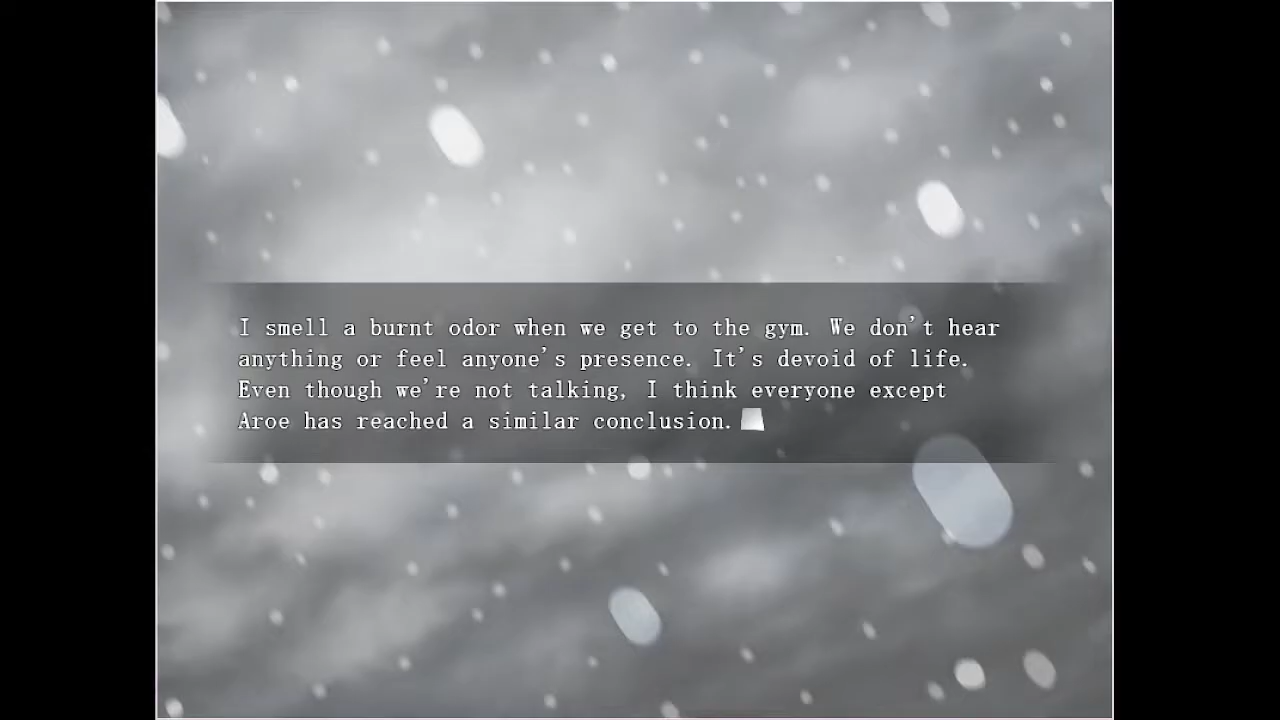 I smell a burnt odor when we get to the gym. We don't hear
anything or feel anyone's presence. It's devoid of life.
Even though we're not talking, I think everyone except
Aroe has reached a similar conclusion.